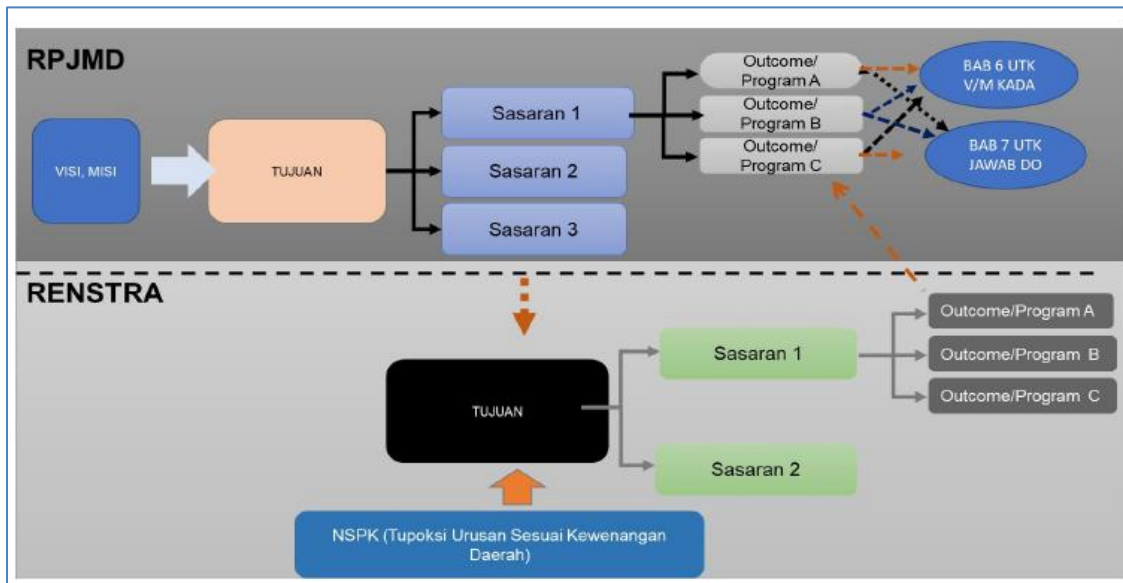 RPJMD
VISI, MISI
TUJUAN
Sasaran 1
Sasaran 2
Sasaran 3
Outcome/
Program A
Outcome/
Program B
Outcome/
Program C
BAB 6 UTK
V/M KADA
BAB 7 UTK
JAWAB DO
RENSTRA
TUJUAN
Sasaran 1
Sasaran 2
Outcome/Program A
Outcome/Program B
Outcome/Program C
NSPK (Tupoksi Urusan Sesuai Kewenangan
Daerah)